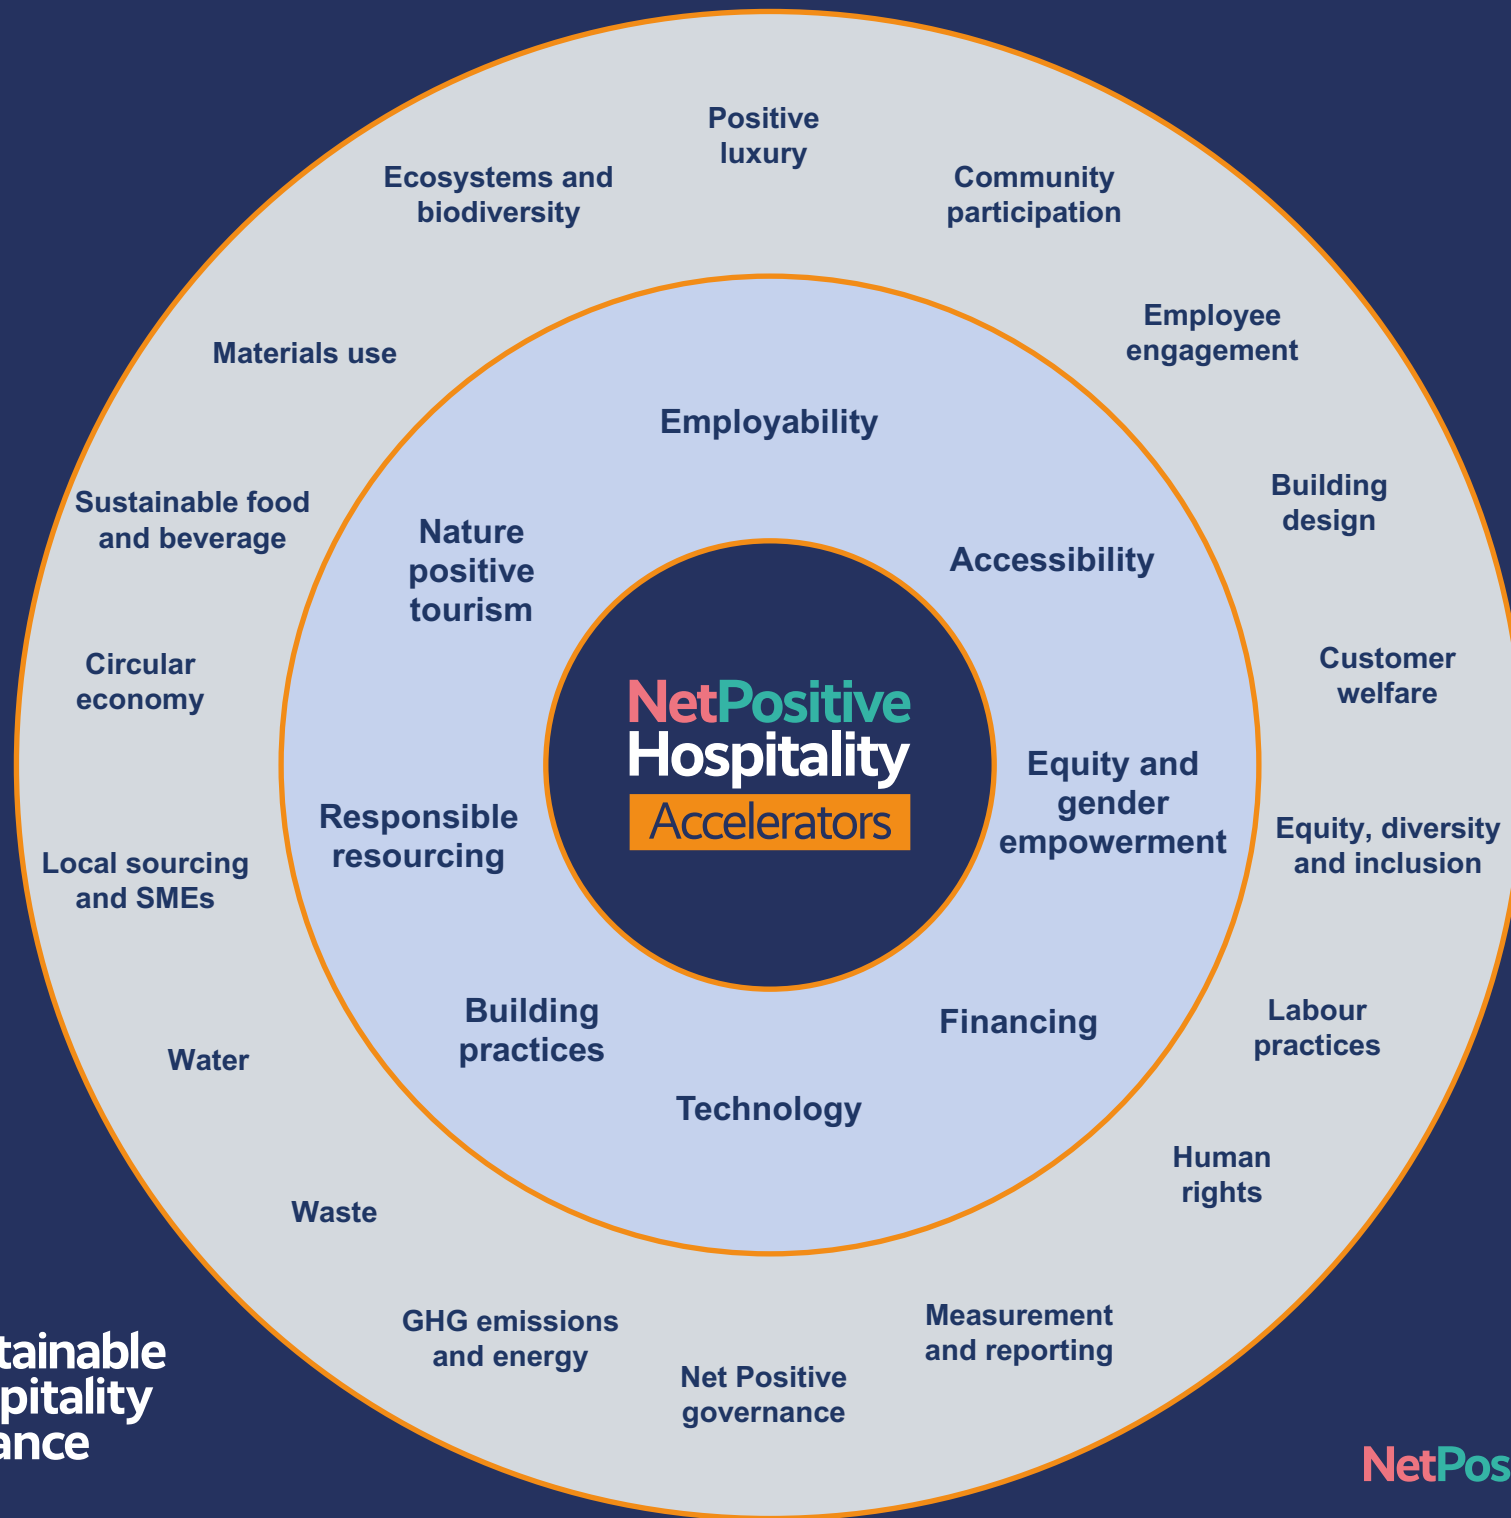 Positive
luxury
Community
participation
Employee
engagement
Building
design
Customer
welfare
Equity, diversity
and inclusion
Labour
practices
Human
rights
Measurement
and reporting
Net Positive
governance
GHG emissions
and energy
Waste
Water
Local sourcing
and SMEs
Circular
economy
Sustainable food
and beverage
Materials use
Ecosystems and
biodiversity
Employability
Accessibility
Equity and
gender
empowerment
Financing
Technology
Building
practices
Responsible
resourcing
Nature
positive
tourism
NetPositive
Hospitality
Accelerators
tainable
pitality
ance
NetPos